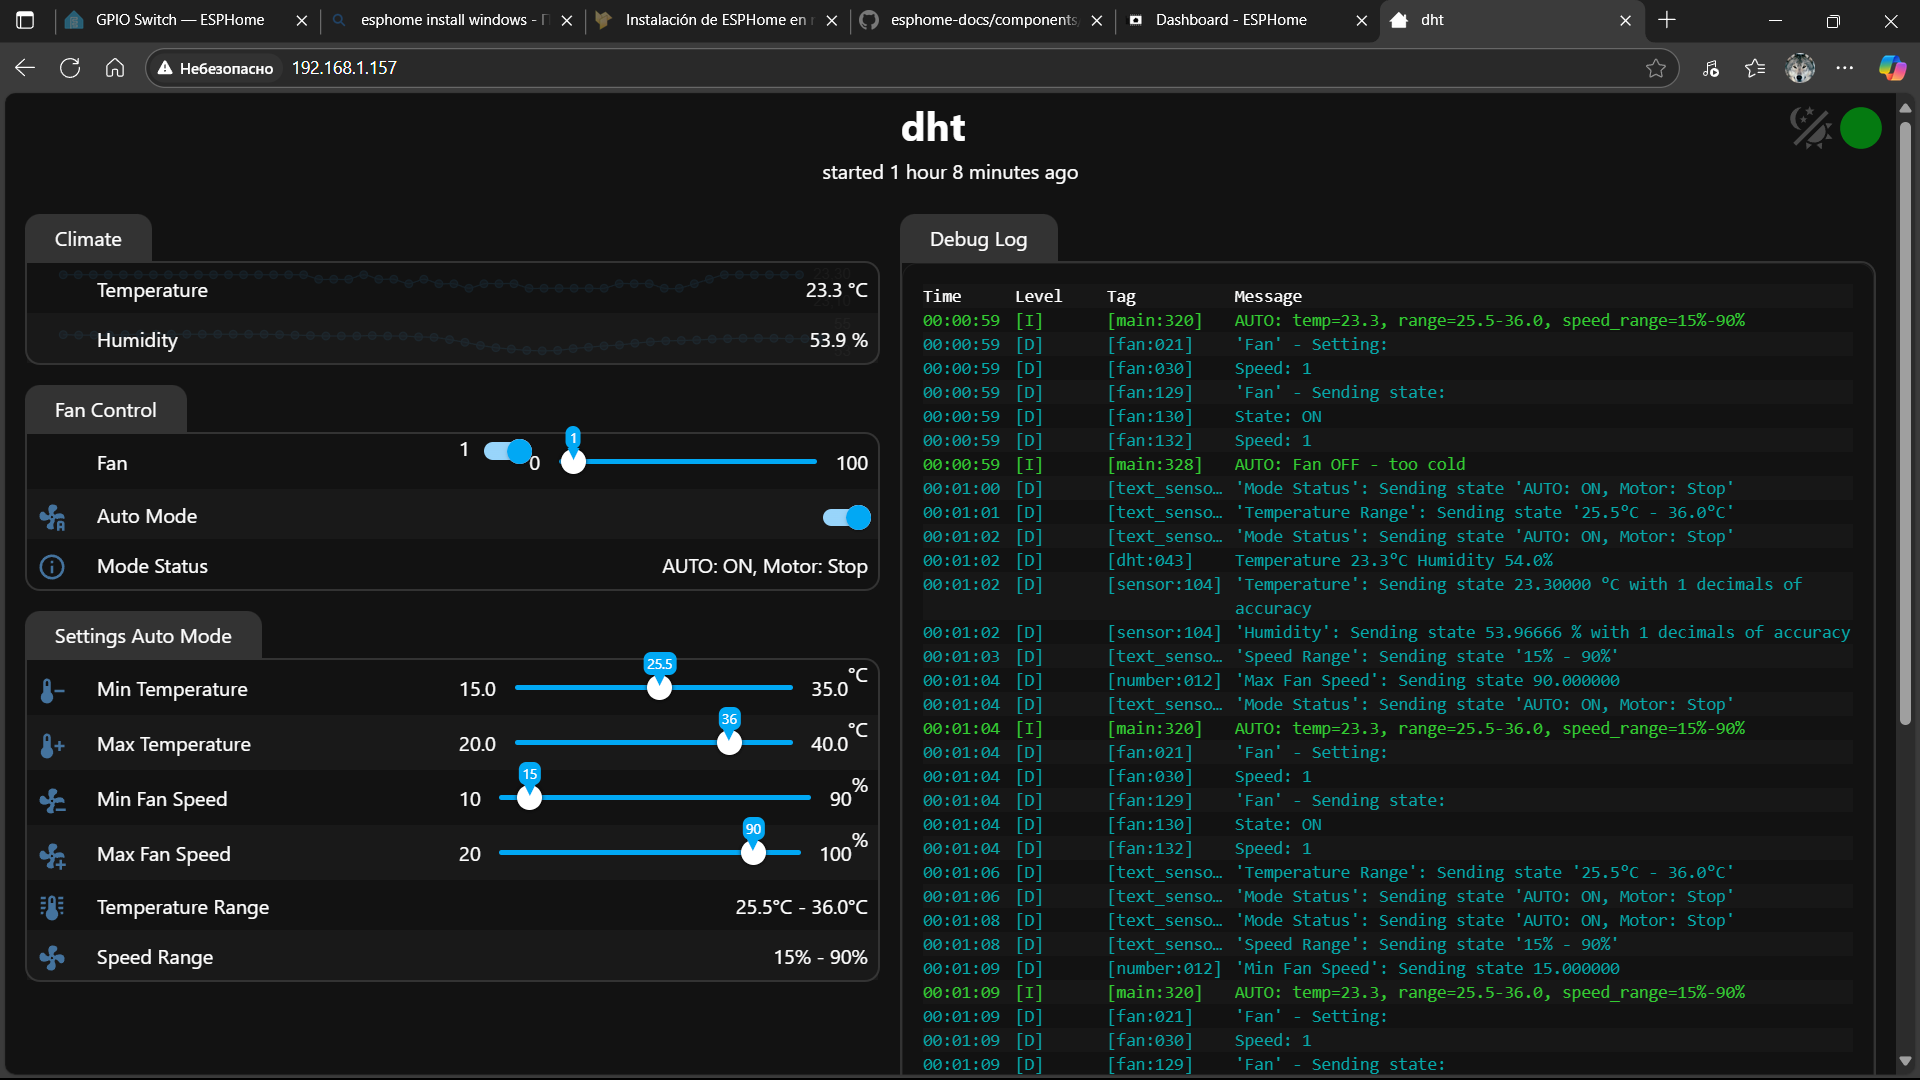 GPIO Switch — ESPHome
esphome install windows -
Instalación de ESPHome en
esphome-docs/components
Dashboard - ESPHome
dht
Небезопасно
192.168.1.157
dht
started 1 hour 8 minutes ago
Climate
23.30
Temperature
23.3 °C
Humidity
53.9 %
Fan Control
Fan
1
0
1
100
Auto Mode
Mode Status
AUTO: ON, Motor: Stop
Settings Auto Mode
Min Temperature
15.0
25.5
35.0
°C
Max Temperature
20.0
36
40.0
°C
Min Fan Speed
10
15
90
%
Max Fan Speed
20
90
100
%
Temperature Range
25.5°C - 36.0°C
Speed Range
15% - 90%
Debug Log
Time Level Tag Message
00:00:59 [I] [main:320] AUTO: temp=23.3, range=25.5-36.0, speed_range=15%-90%
00:00:59 [D] [fan:021] 'Fan' - Setting:
00:00:59 [D] [fan:030] Speed: 1
00:00:59 [D] [fan:129] 'Fan' - Sending state:
00:00:59 [D] [fan:130] State: ON
00:00:59 [D] [fan:132] Speed: 1
00:00:59 [I] [main:328] AUTO: Fan OFF - too cold
00:01:00 [D] [text_senso… 'Mode Status': Sending state 'AUTO: ON, Motor: Stop'
00:01:01 [D] [text_senso… 'Temperature Range': Sending state '25.5°C - 36.0°C'
00:01:02 [D] [text_senso… 'Mode Status': Sending state 'AUTO: ON, Motor: Stop'
00:01:02 [D] [dht:043] Temperature 23.3°C Humidity 54.0%
00:01:02 [D] [sensor:104] 'Temperature': Sending state 23.30000 °C with 1 decimals of
accuracy
00:01:02 [D] [sensor:104] 'Humidity': Sending state 53.96666 % with 1 decimals of accuracy
00:01:03 [D] [text_senso… 'Speed Range': Sending state '15% - 90%'
00:01:04 [D] [number:012] 'Max Fan Speed': Sending state 90.000000
00:01:04 [D] [text_senso… 'Mode Status': Sending state 'AUTO: ON, Motor: Stop'
00:01:04 [I] [main:320] AUTO: temp=23.3, range=25.5-36.0, speed_range=15%-90%
00:01:04 [D] [fan:021] 'Fan' - Setting:
00:01:04 [D] [fan:030] Speed: 1
00:01:04 [D] [fan:129] 'Fan' - Sending state:
00:01:04 [D] [fan:130] State: ON
00:01:04 [D] [fan:132] Speed: 1
00:01:06 [D] [text_senso… 'Temperature Range': Sending state '25.5°C - 36.0°C'
00:01:06 [D] [text_senso… 'Mode Status': Sending state 'AUTO: ON, Motor: Stop'
00:01:08 [D] [text_senso… 'Mode Status': Sending state 'AUTO: ON, Motor: Stop'
00:01:08 [D] [text_senso… 'Speed Range': Sending state '15% - 90%'
00:01:09 [D] [number:012] 'Min Fan Speed': Sending state 15.000000
00:01:09 [I] [main:320] AUTO: temp=23.3, range=25.5-36.0, speed_range=15%-90%
00:01:09 [D] [fan:021] 'Fan' - Setting:
00:01:09 [D] [fan:030] Speed: 1
00:01:09 [D] [fan:129] 'Fan' - Sending state: